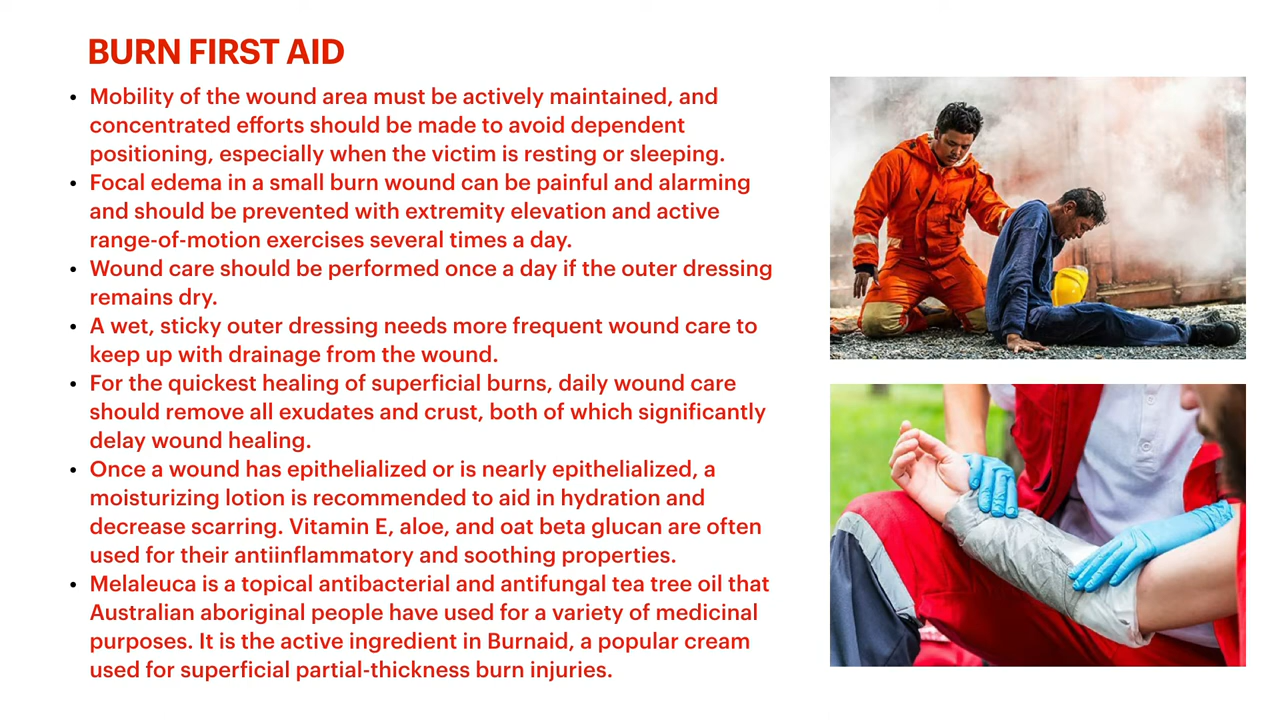 BURN FIRST AID
• Mobility of the wound area must be actively maintained, and
concentrated efforts should be made to avoid dependent
positioning, especially when the victim is resting or sleeping.
• Focal edema in a small burn wound can be painful and alarming
and should be prevented with extremity elevation and active
range-of-motion exercises several times a day.
• Wound care should be performed once a day if the outer dressing
remains dry.
• A wet, sticky outer dressing needs more frequent wound care to
keep up with drainage from the wound.
• For the quickest healing of superficial burns, daily wound care
should remove all exudates and crust, both of which significantly
delay wound healing.
• Once a wound has epithelialized or is nearly epithelialized, a
moisturizing lotion is recommended to aid in hydration and
decrease scarring. Vitamin E, aloe, and oat beta glucan are often
used for their antiinflammatory and soothing properties.
• Melaleuca is a topical antibacterial and antifungal tea tree oil that
Australian aboriginal people have used for a variety of medicinal
purposes. It is the active ingredient in Burnaid, a popular cream
used for superficial partial-thickness burn injuries.